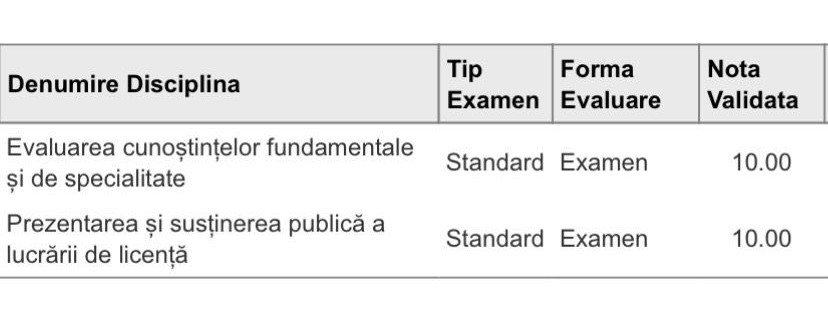 Denumire Disciplina Tip Examen Forma Evaluare Nota Validata
Evaluarea cunoștințelor fundamentale
și de specialitate Standard Examen 10.00
Prezentarea și susținerea publică a
lucrării de licență Standard Examen 10.00